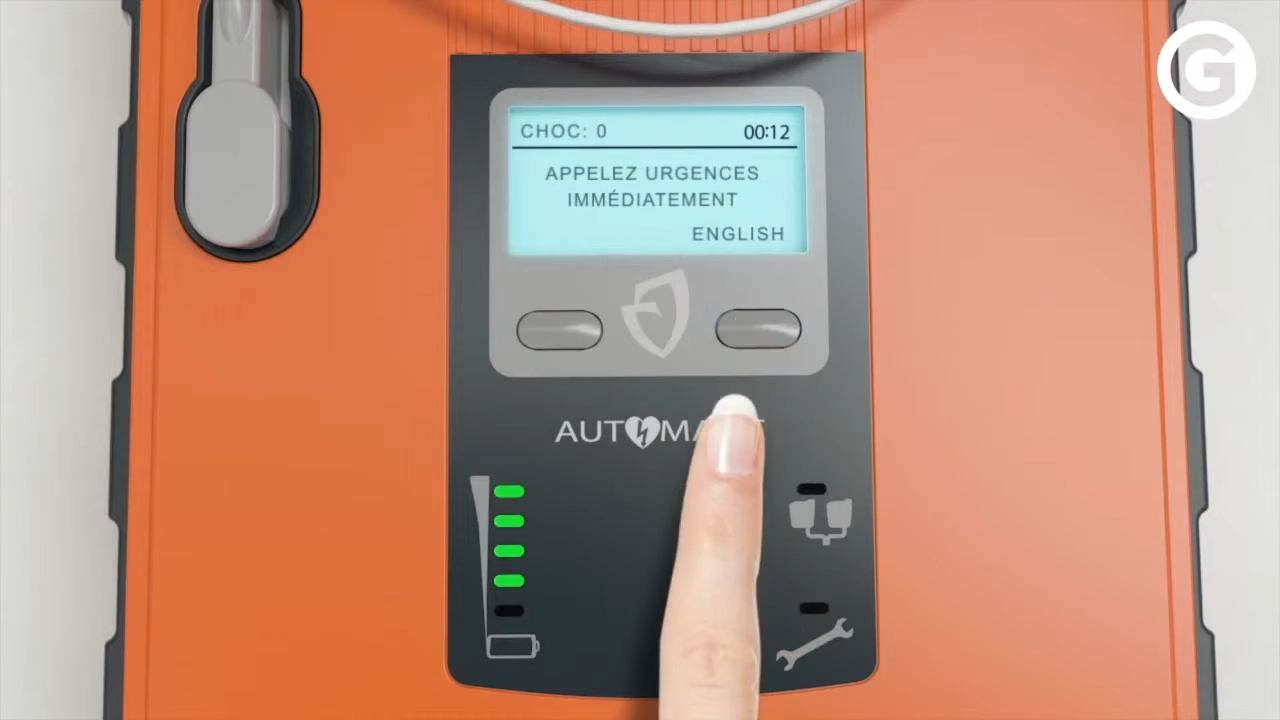 CHOC: 0 00:12
APPELEZ URGENCES
IMMÉDIATEMENT
ENGLISH
G